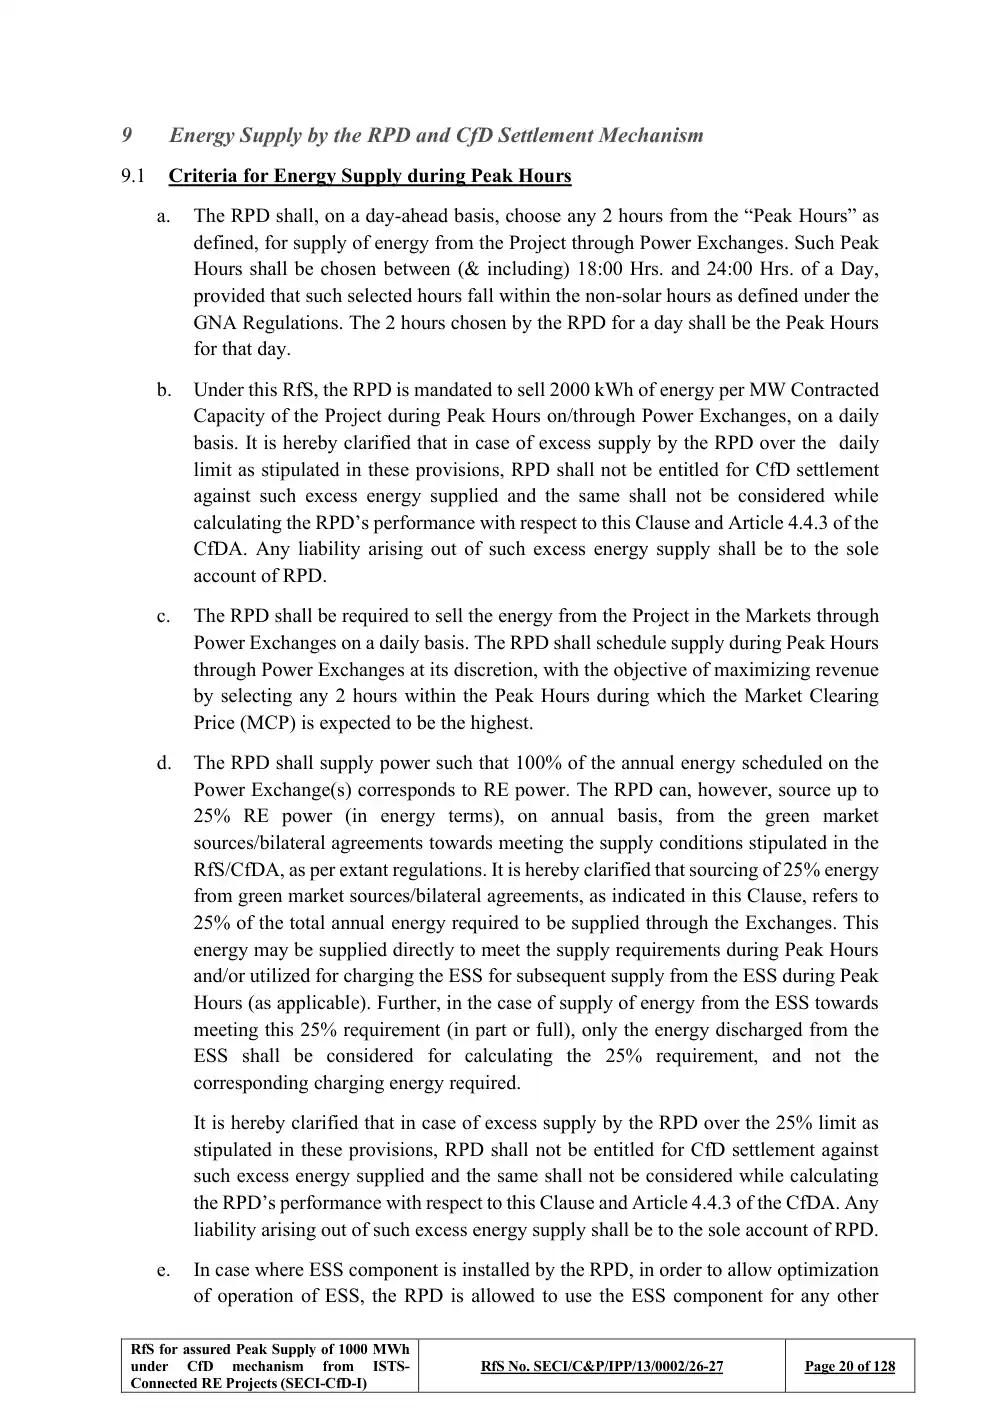 9 Energy Supply by the RPD and CfD Settlement Mechanism
9.1 Criteria for Energy Supply during Peak Hours
a. The RPD shall, on a day-ahead basis, choose any 2 hours from the “Peak Hours” as
defined, for supply of energy from the Project through Power Exchanges. Such Peak
Hours shall be chosen between (& including) 18:00 Hrs. and 24:00 Hrs. of a Day,
provided that such selected hours fall within the non-solar hours as defined under the
GNA Regulations. The 2 hours chosen by the RPD for a day shall be the Peak Hours
for that day.
b. Under this RfS, the RPD is mandated to sell 2000 kWh of energy per MW Contracted
Capacity of the Project during Peak Hours on/through Power Exchanges, on a daily
basis. It is hereby clarified that in case of excess supply by the RPD over the daily
limit as stipulated in these provisions, RPD shall not be entitled for CfD settlement
against such excess energy supplied and the same shall not be considered while
calculating the RPD’s performance with respect to this Clause and Article 4.4.3 of the
CfDA. Any liability arising out of such excess energy supply shall be to the sole
account of RPD.
c. The RPD shall be required to sell the energy from the Project in the Markets through
Power Exchanges on a daily basis. The RPD shall schedule supply during Peak Hours
through Power Exchanges at its discretion, with the objective of maximizing revenue
by selecting any 2 hours within the Peak Hours during which the Market Clearing
Price (MCP) is expected to be the highest.
d. The RPD shall supply power such that 100% of the annual energy scheduled on the
Power Exchange(s) corresponds to RE power. The RPD can, however, source up to
25% RE power (in energy terms), on annual basis, from the green market
sources/bilateral agreements towards meeting the supply conditions stipulated in the
RfS/CfDA, as per extant regulations. It is hereby clarified that sourcing of 25% energy
from green market sources/bilateral agreements, as indicated in this Clause, refers to
25% of the total annual energy required to be supplied through the Exchanges. This
energy may be supplied directly to meet the supply requirements during Peak Hours
and/or utilized for charging the ESS for subsequent supply from the ESS during Peak
Hours (as applicable). Further, in the case of supply of energy from the ESS towards
meeting this 25% requirement (in part or full), only the energy discharged from the
ESS shall be considered for calculating the 25% requirement, and not the
corresponding charging energy required.
It is hereby clarified that in case of excess supply by the RPD over the 25% limit as
stipulated in these provisions, RPD shall not be entitled for CfD settlement against
such excess energy supplied and the same shall not be considered while calculating
the RPD’s performance with respect to this Clause and Article 4.4.3 of the CfDA. Any
liability arising out of such excess energy supply shall be to the sole account of RPD.
e. In case where ESS component is installed by the RPD, in order to allow optimization
of operation of ESS, the RPD is allowed to use the ESS component for any other
RfS for assured Peak Supply of 1000 MWh
under CfD mechanism from ISTS-
Connected RE Projects (SECI-CfD-I)
RfS No. SECI/C&P/IPP/13/0002/26-27
Page 20 of 128